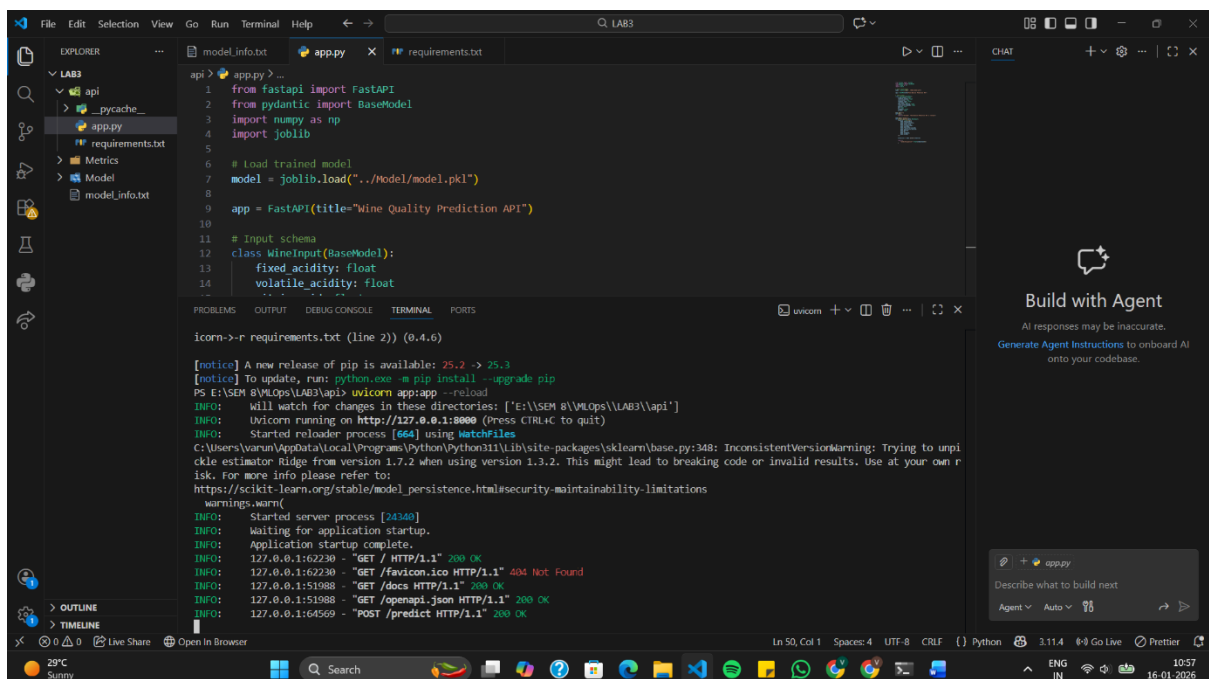 File Edit Selection View Go Run Terminal Help
LAB3
EXPLORER
LAB3
api
__pycache__
app.py
requirements.txt
Metrics
Model
model_info.txt
OUTLINE
TIMELINE
model_info.txt app.py requirements.txt
api > app.py > ...
1 from fastapi import FastAPI
2 from pydantic import BaseModel
3 import numpy as np
4 import joblib
5
6 # Load trained model
7 model = joblib.load("../Model/model.pkl")
8
9 app = FastAPI(title="Wine Quality Prediction API")
10
11 # Input schema
12 class WineInput(BaseModel):
13 fixed_acidity: float
14 volatile_acidity: float
PROBLEMS OUTPUT DEBUG CONSOLE TERMINAL PORTS
uvicorn
icorn->-r requirements.txt (line 2)) (0.4.6)
[notice] A new release of pip is available: 25.2 -> 25.3
[notice] To update, run: python.exe -m pip install --upgrade pip
PS E:\SEM 8\MLOps\LAB3\api> uvicorn app:app --reload
INFO: Will watch for changes in these directories: ['E:\\SEM 8\\MLOps\\LAB3\\api']
INFO: Uvicorn running on http://127.0.0.1:8000 (Press CTRL+C to quit)
INFO: Started reloader process [664] using WatchFiles
C:\Users\varun\AppData\Local\Programs\Python\Python311\Lib\site-packages\sklearn\base.py:348: InconsistentVersionWarning: Trying to unpi
ckle estimator Ridge from version 1.7.2 when using version 1.3.2. This might lead to breaking code or invalid results. Use at your own r
isk. For more info please refer to:
https://scikit-learn.org/stable/model_persistence.html#security-maintainability-limitations
warnings.warn(
INFO: Started server process [24340]
INFO: Waiting for application startup.
INFO: Application startup complete.
INFO: 127.0.0.1:62230 - "GET / HTTP/1.1" 200 OK
INFO: 127.0.0.1:62230 - "GET /favicon.ico HTTP/1.1" 404 Not Found
INFO: 127.0.0.1:51988 - "GET /docs HTTP/1.1" 200 OK
INFO: 127.0.0.1:51988 - "GET /openapi.json HTTP/1.1" 200 OK
INFO: 127.0.0.1:64569 - "POST /predict HTTP/1.1" 200 OK
CHAT
Build with Agent
AI responses may be inaccurate.
Generate Agent Instructions to onboard AI
onto your codebase.
app.py
Describe what to build next
Agent Auto
0 0 Live Share Open in Browser
Ln 50, Col 1 Spaces: 4 UTF-8 CRLF {} Python 3.11.4 Go Live Prettier
29°C
Sunny
Search
ENG
IN
10:57
16-01-2026